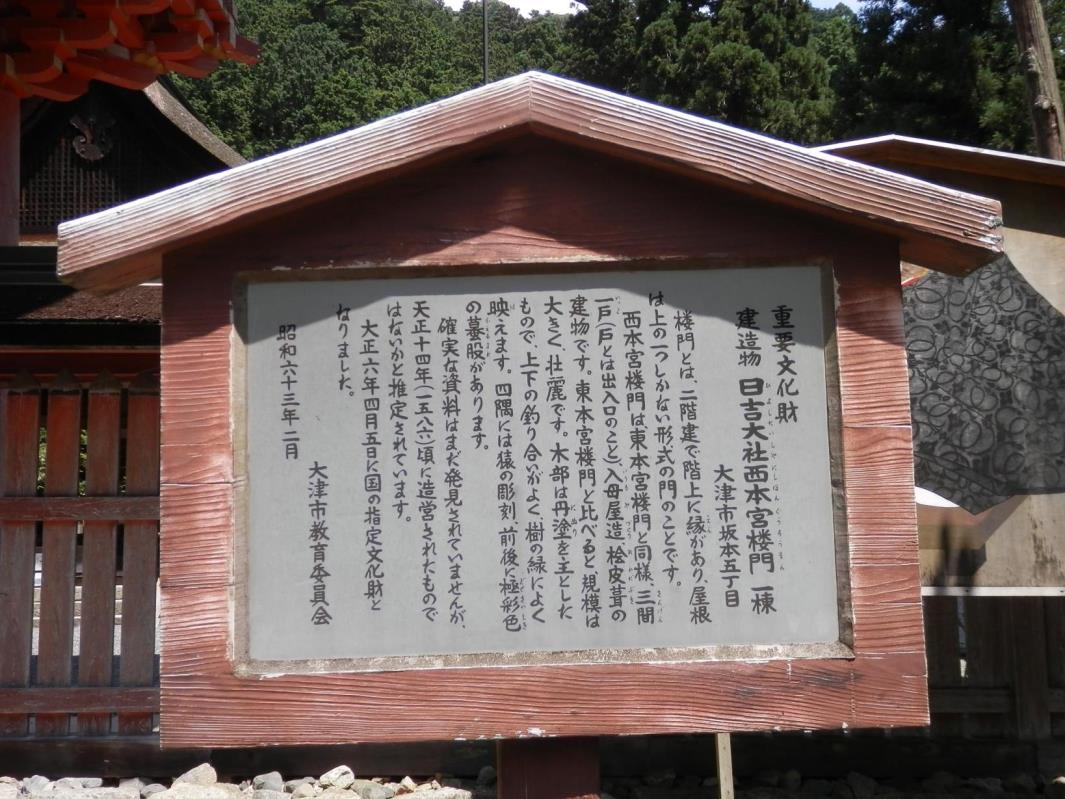 重要文化財
建造物 日吉大社西本宮楼門 一棟
大津市坂本五丁目
楼門とは、二階建で階上に縁があり、屋根
は上の一つしかない形式の門のことです。
西本宮楼門は、東本宮楼門と同様、三間
一戸（戸とは出入口のこと）、入母屋造、桧皮葺の
建物です。東本宮楼門と比べると、規模は
大きく、壮麗です。木部は丹塗を主とした
もので、上下の釣り合いがよく、樹の緑によく
映えます。四隅には猿の彫刻、前後に極彩色
の蟇股があります。
確実な資料はまだ発見されていませんが、
天正十四年（一五八六）頃に造営されたもので
はないかと推定されています。
大正六年四月五日に国の指定文化財と
なりました。
昭和六十三年二月
大津市教育委員会